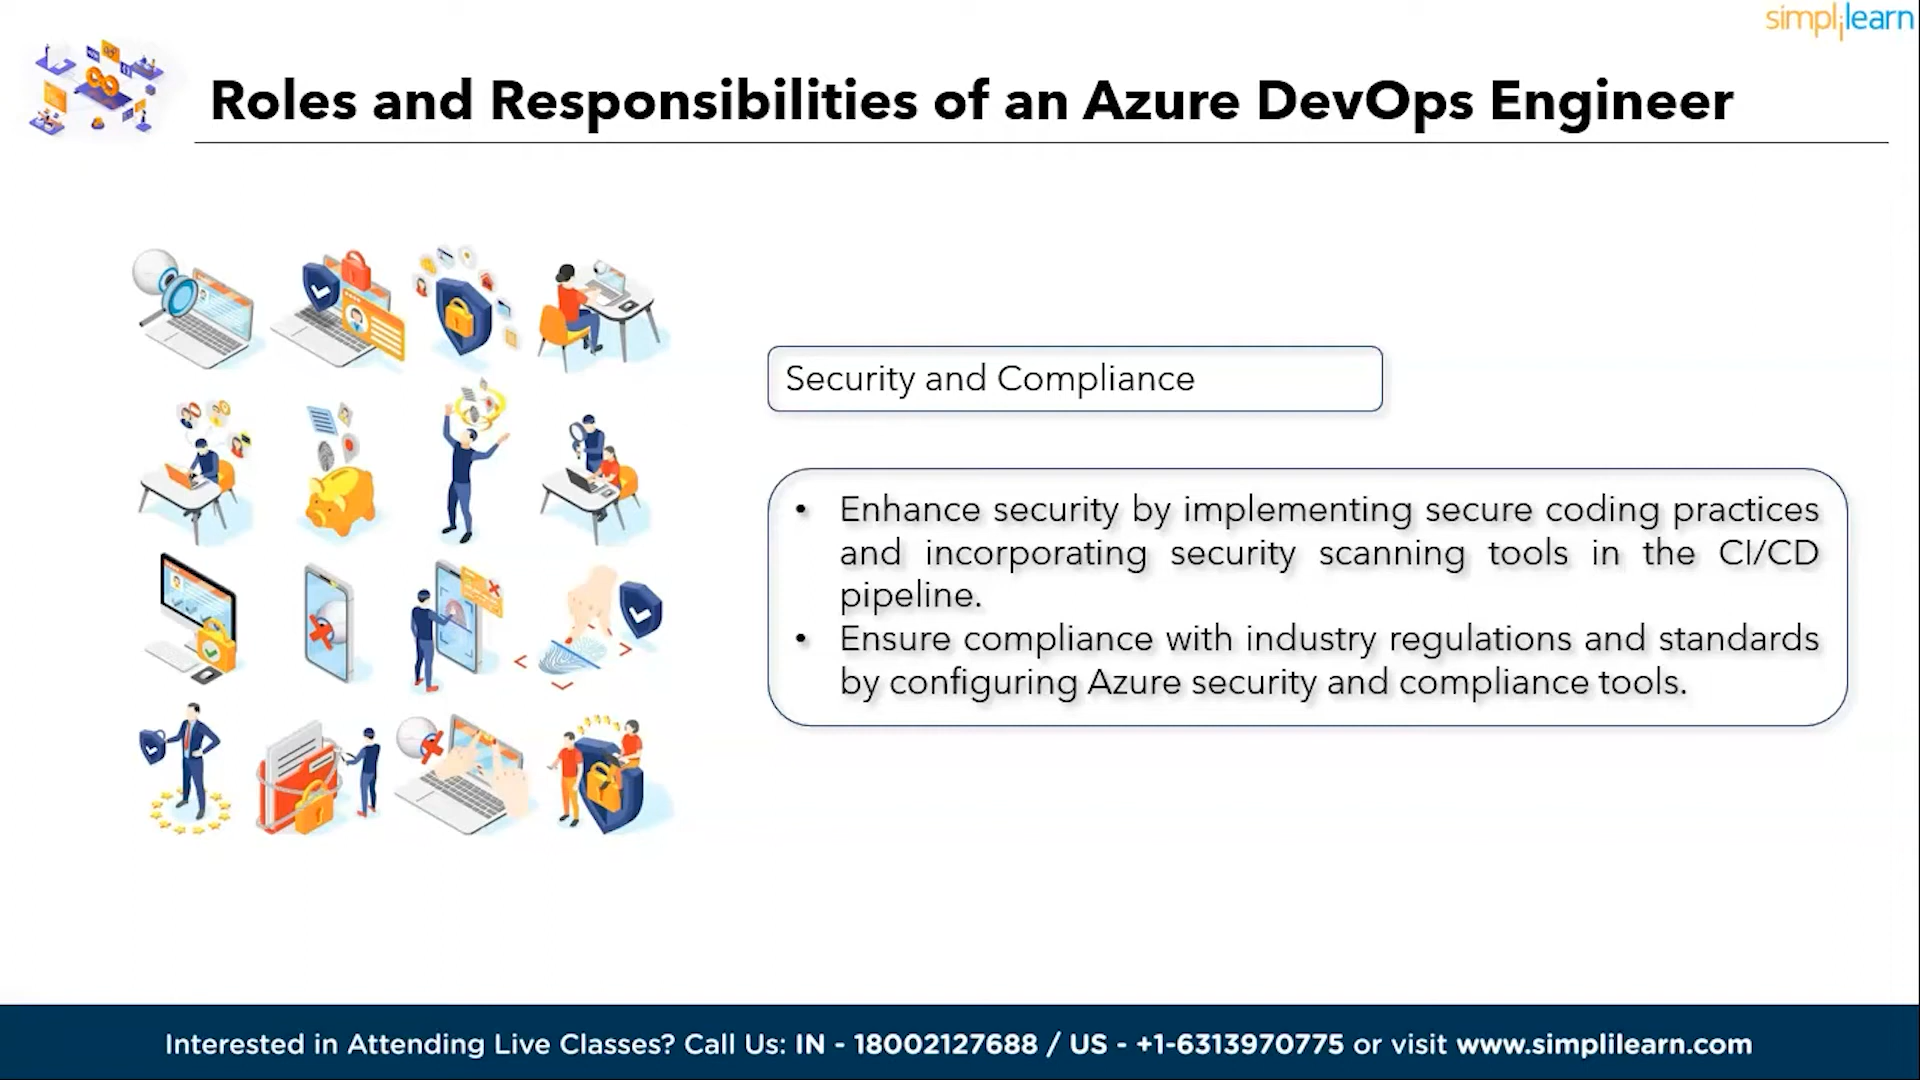 simplilearn
Roles and Responsibilities of an Azure DevOps Engineer
Security and Compliance
• Enhance security by implementing secure coding practices
and incorporating security scanning tools in the CI/CD
pipeline.
• Ensure compliance with industry regulations and standards
by configuring Azure security and compliance tools.
Interested in Attending Live Classes? Call Us: IN - 18002127688 / US - +1-6313970775 or visit www.simplilearn.com